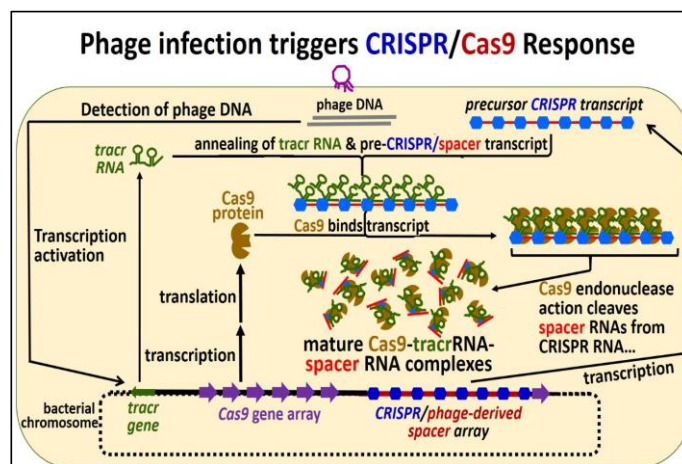 Phage infection triggers CRISPR/Cas9 Response
Detection of phage DNA
phage DNA
precursor CRISPR transcript
tracr
RNA
annealing of tracr RNA & pre-CRISPR/spacer transcript
Cas9
protein
Cas9 binds transcript
Transcription
activation
translation
transcription
mature Cas9-tracrRNA-
spacer RNA complexes
Cas9 endonuclease
action cleaves
spacer RNAs from
CRISPR RNA...
transcription
bacterial
chromosome
tracr
gene
Cas9 gene array
CRISPR/phage-derived
spacer array